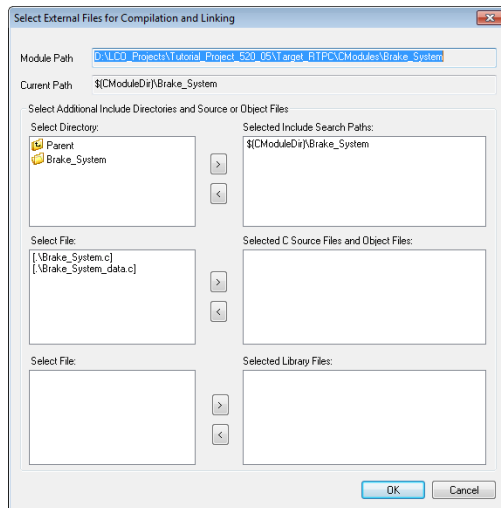 Select External Files for Compilation and Linking
Module Path
D:\LCO_Projects\Tutorial_Project_520_05\Target_RTPC\CModules\Brake_System
Current Path
$(CModuleDir)\Brake_System
Select Additional Include Directories and Source or Object Files
Select Directory:
Selected Include Search Paths:
Parent
Brake_System
>
<
$(CModuleDir)\Brake_System
Select File:
Selected C Source Files and Object Files:
[.\Brake_System.c]
[.\Brake_System_data.c]
>
<
Select File:
Selected Library Files:
>
<
OK
Cancel